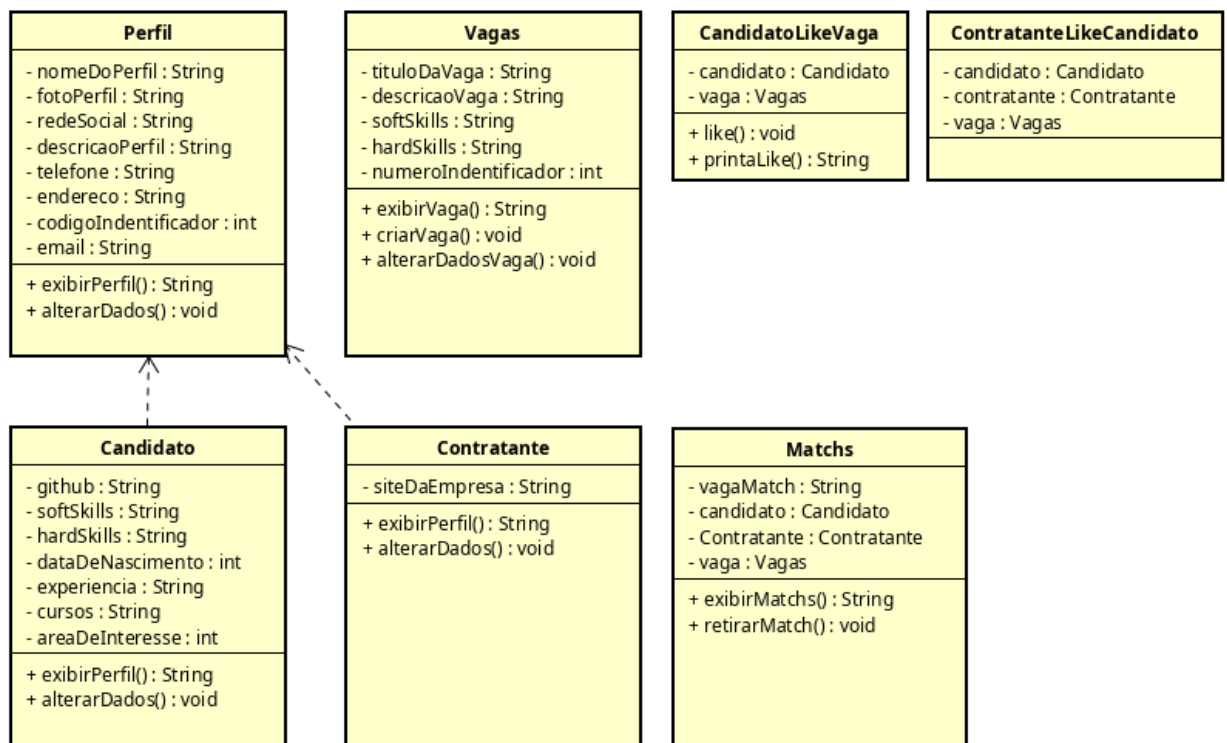 Perfil
- nomeDoPerfil : String
- fotoPerfil : String
- redeSocial : String
- descricaoPerfil : String
- telefone : String
- endereco : String
- codigoIndentificador : int
- email : String
+ exibirPerfil() : String
+ alterarDados() : void
Vagas
- tituloDaVaga : String
- descricaoVaga : String
- softSkills : String
- hardSkills : String
- numeroIndentificador : int
+ exibirVaga() : String
+ criarVaga() : void
+ alterarDadosVaga() : void
CandidatoLikeVaga
- candidato : Candidato
- vaga : Vagas
+ like() : void
+ printaLike() : String
ContratanteLikeCandidato
- candidato : Candidato
- contratante : Contratante
- vaga : Vagas
Candidato
- github : String
- softSkills : String
- hardSkills : String
- dataDeNascimento : int
- experiencia : String
- cursos : String
- areaDeInteresse : int
+ exibirPerfil() : String
+ alterarDados() : void
Contratante
- siteDaEmpresa : String
+ exibirPerfil() : String
+ alterarDados() : void
Matchs
- vagaMatch : String
- candidato : Candidato
- Contratante : Contratante
- vaga : Vagas
+ exibirMatchs() : String
+ retirarMatch() : void